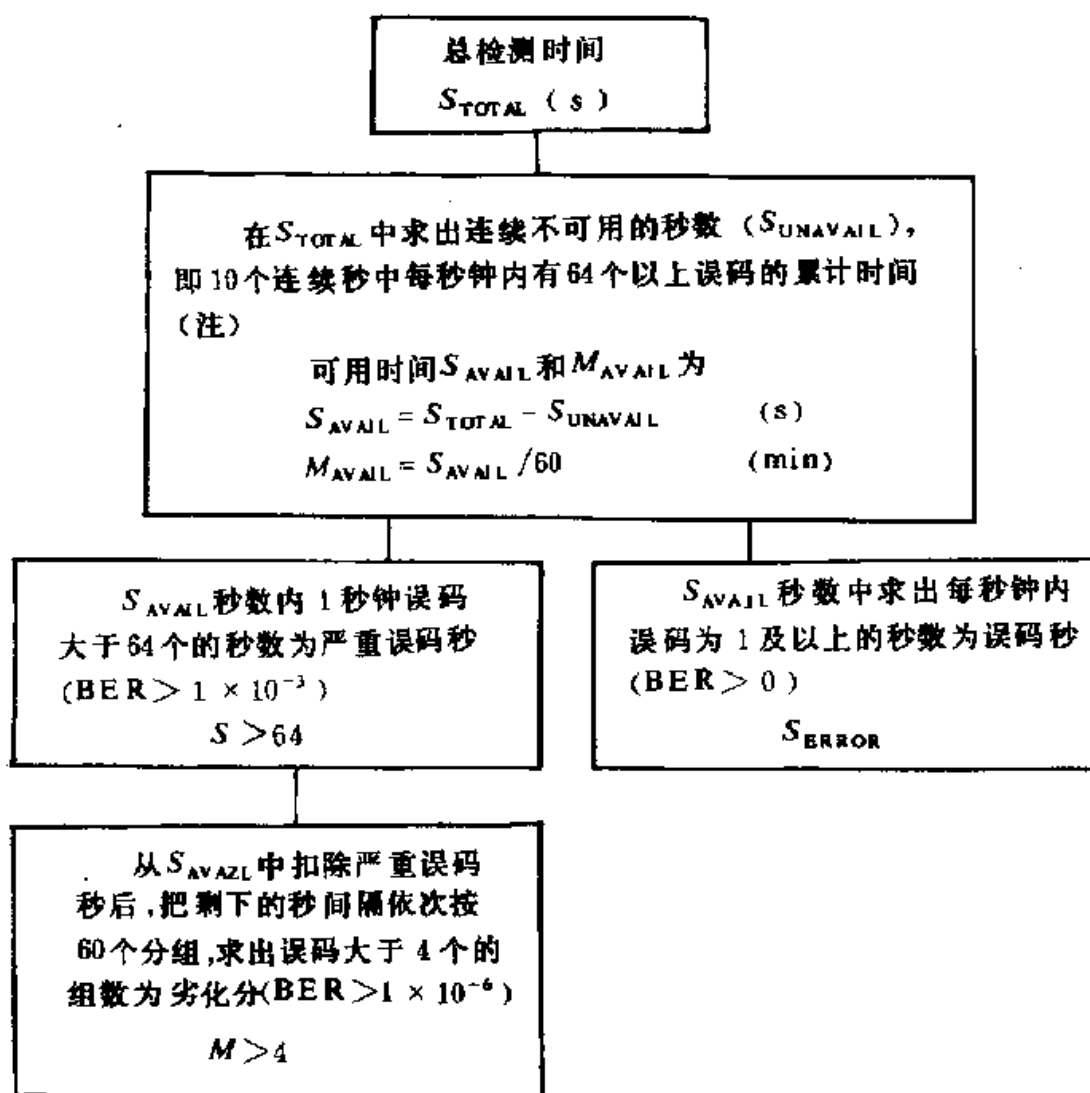 总检测时间
S_TOTAL（s）
在S_TOTAL中求出连续不可用的秒数（S_UNAVAIL），
即10个连续秒中每秒钟内有64个以上误码的累计时间
（注）
可用时间S_AVAIL和M_AVAIL为
S_AVAIL = S_TOTAL - S_UNAVAIL (s)
M_AVAIL = S_AVAIL /60 (min)
S_AVAIL秒数内1秒钟误码
大于64个的秒数为严重误码秒
(BER＞1×10⁻³)
S＞64
S_AVAIL秒数中求出每秒钟内
误码为1及以上的秒数为误码秒
(BER＞0)
S_ERROR
从S_AVAZL中扣除严重误码
秒后,把剩下的秒间隔依次按
60个分组,求出误码大于4个的
组数为劣化分(BER＞1×10⁻⁶)
M＞4